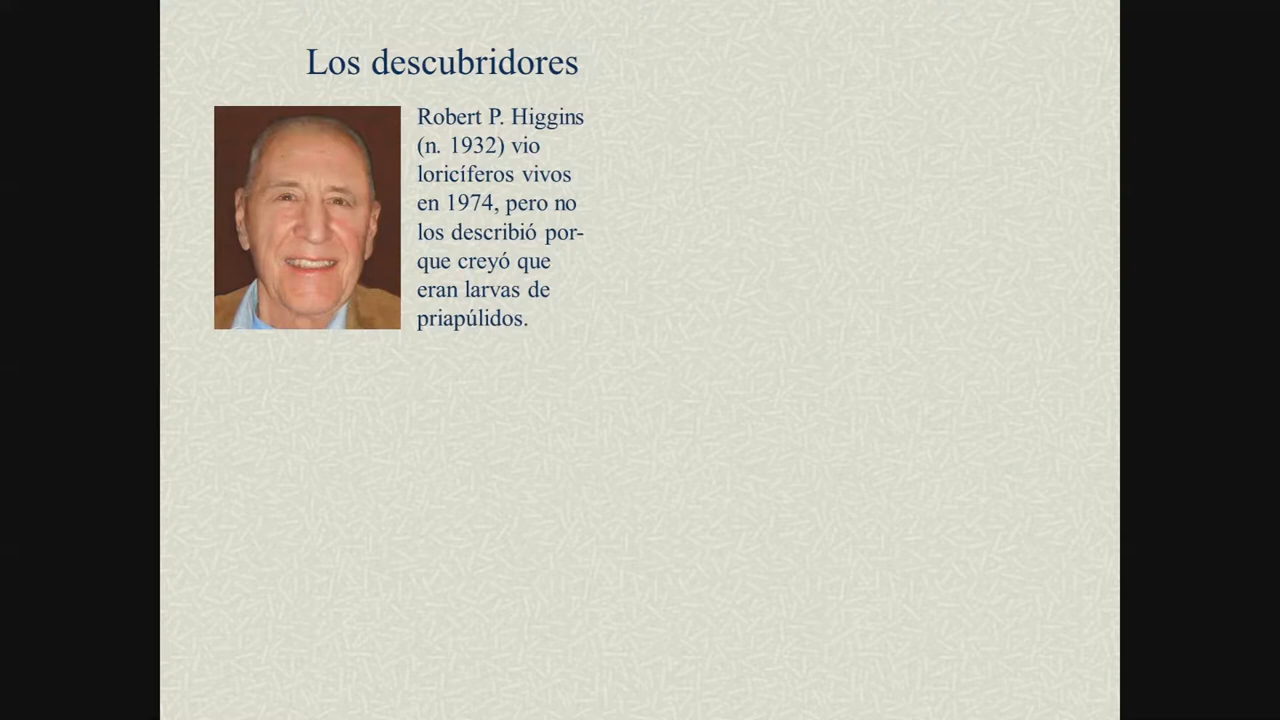 Los descubridores
Robert P. Higgins
(n. 1932) vio
loricíferos vivos
en 1974, pero no
los describió por-
que creyó que
eran larvas de
priapúlidos.